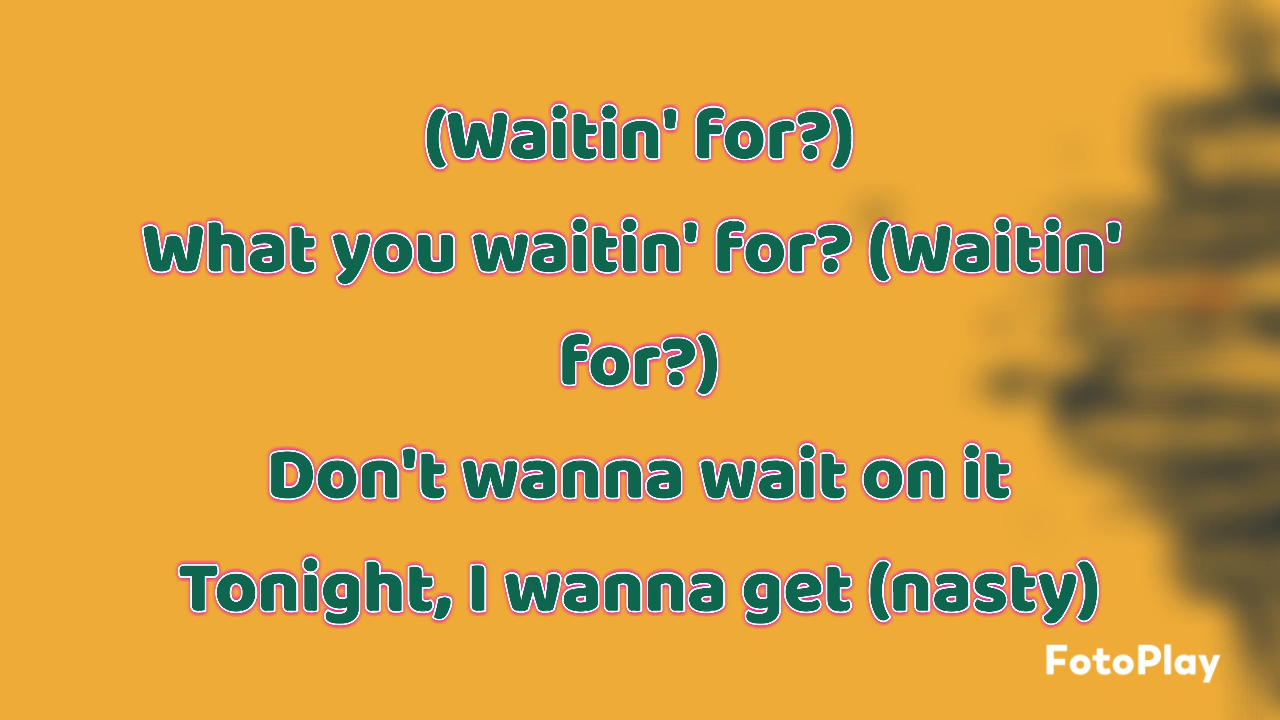 (Waitin' for?)
What you waitin' for? (Waitin'
for?)
Don't wanna wait on it
Tonight, I wanna get (nasty)
FotoPlay